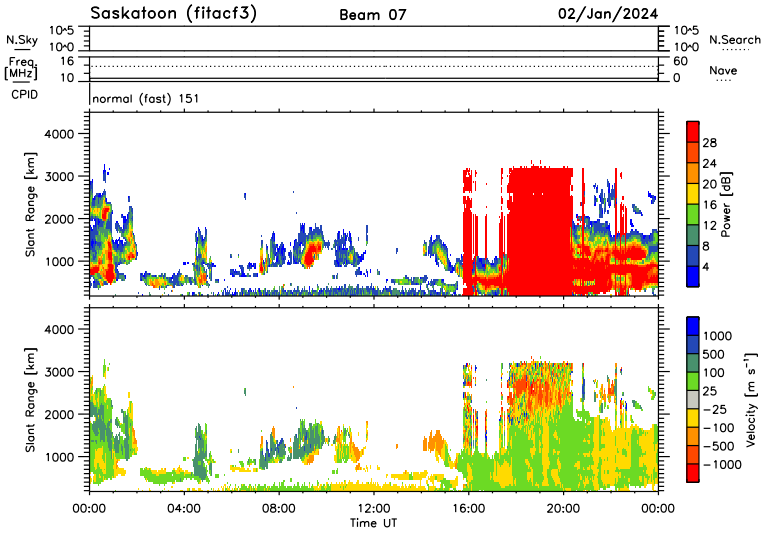 Saskatoon (fitacf3) Beam 07 02/Jan/2024
10^5 10^5
N.Sky N.Search
10^0 10^0
16 60
Freq. [MHz] Nave
10 0
CPID normal (fast) 151
Slant Range [km]
4000
3000
2000
1000
Power [dB]
28
24
20
16
12
8
4
Slant Range [km]
4000
3000
2000
1000
Velocity [m s⁻¹]
1000
500
100
25
-25
-100
-500
-1000
00:00 04:00 08:00 12:00 16:00 20:00 00:00
Time UT